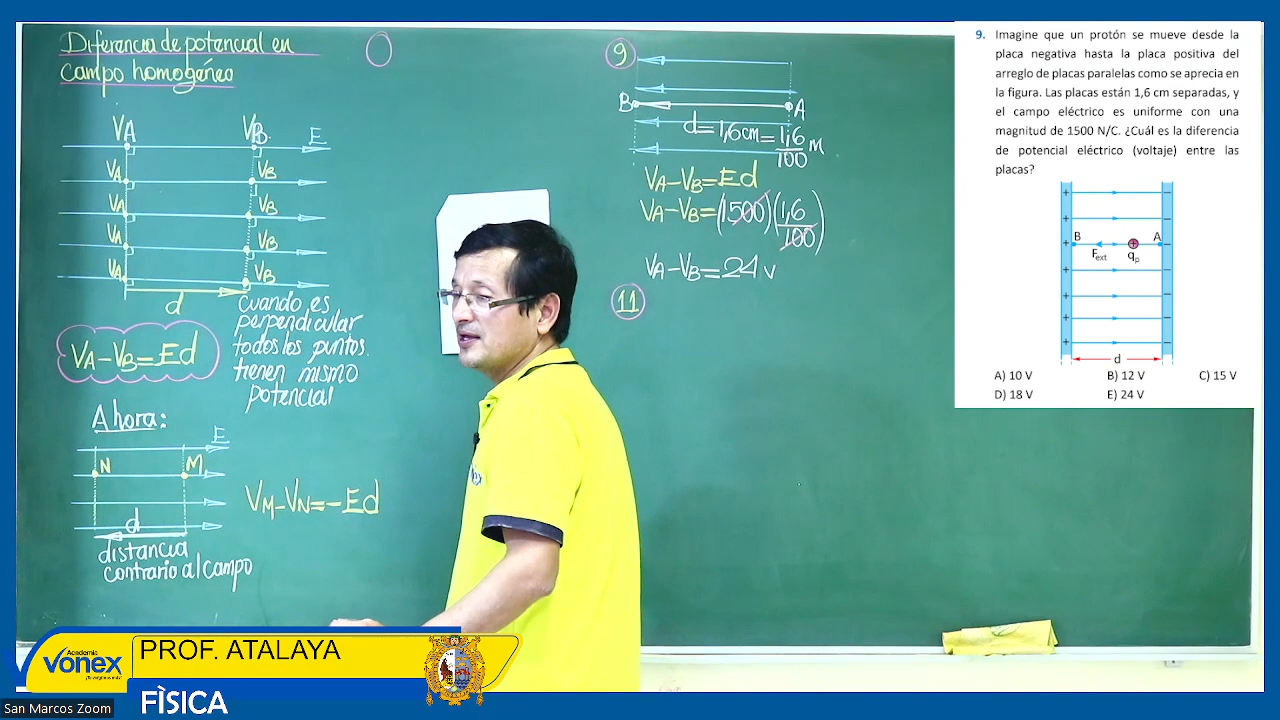 Diferencia de potencial en
campo homogéneo
VA VB
E
VA VB
VA VB
VA VB
VA VB
d
cuando es
perpendicular
todos los puntos
tienen mismo
potencial
VA-VB=Ed
Ahora:
E
N M
d
distancia
contrario al campo
VM-VN=-Ed
9
B A
d=1,6cm=1,6/100 M
VA-VB=Ed
VA-VB=(1500)(1,6/100)
VA-VB=24 V
11
9. Imagine que un protón se mueve desde la
placa negativa hasta la placa positiva del
arreglo de placas paralelas como se aprecia en
la figura. Las placas están 1,6 cm separadas, y
el campo eléctrico es uniforme con una
magnitud de 1500 N/C. ¿Cuál es la diferencia
de potencial eléctrico (voltaje) entre las
placas?
+ -
+ -
B A
+ + -
Fext qp
+ -
+ -
+ -
+ -
d
A) 10 V B) 12 V C) 15 V
D) 18 V E) 24 V
Academia
vonex
PROF. ATALAYA
FÌSICA
San Marcos Zoom